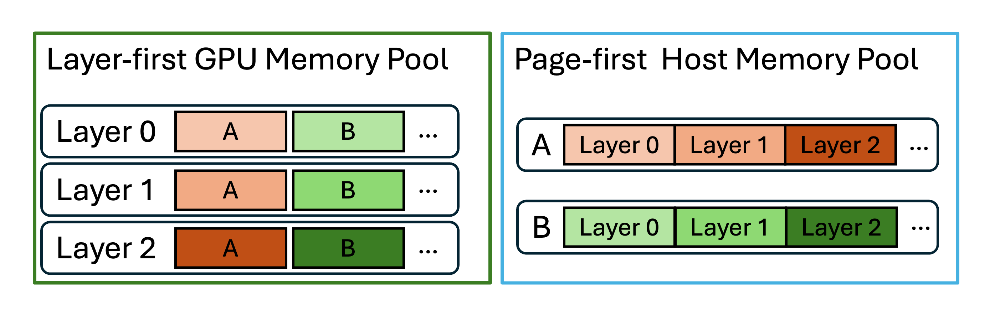 Layer-first GPU Memory Pool
Layer 0 A B ...
Layer 1 A B ...
Layer 2 A B ...
Page-first Host Memory Pool
A Layer 0 Layer 1 Layer 2 ...
B Layer 0 Layer 1 Layer 2 ...